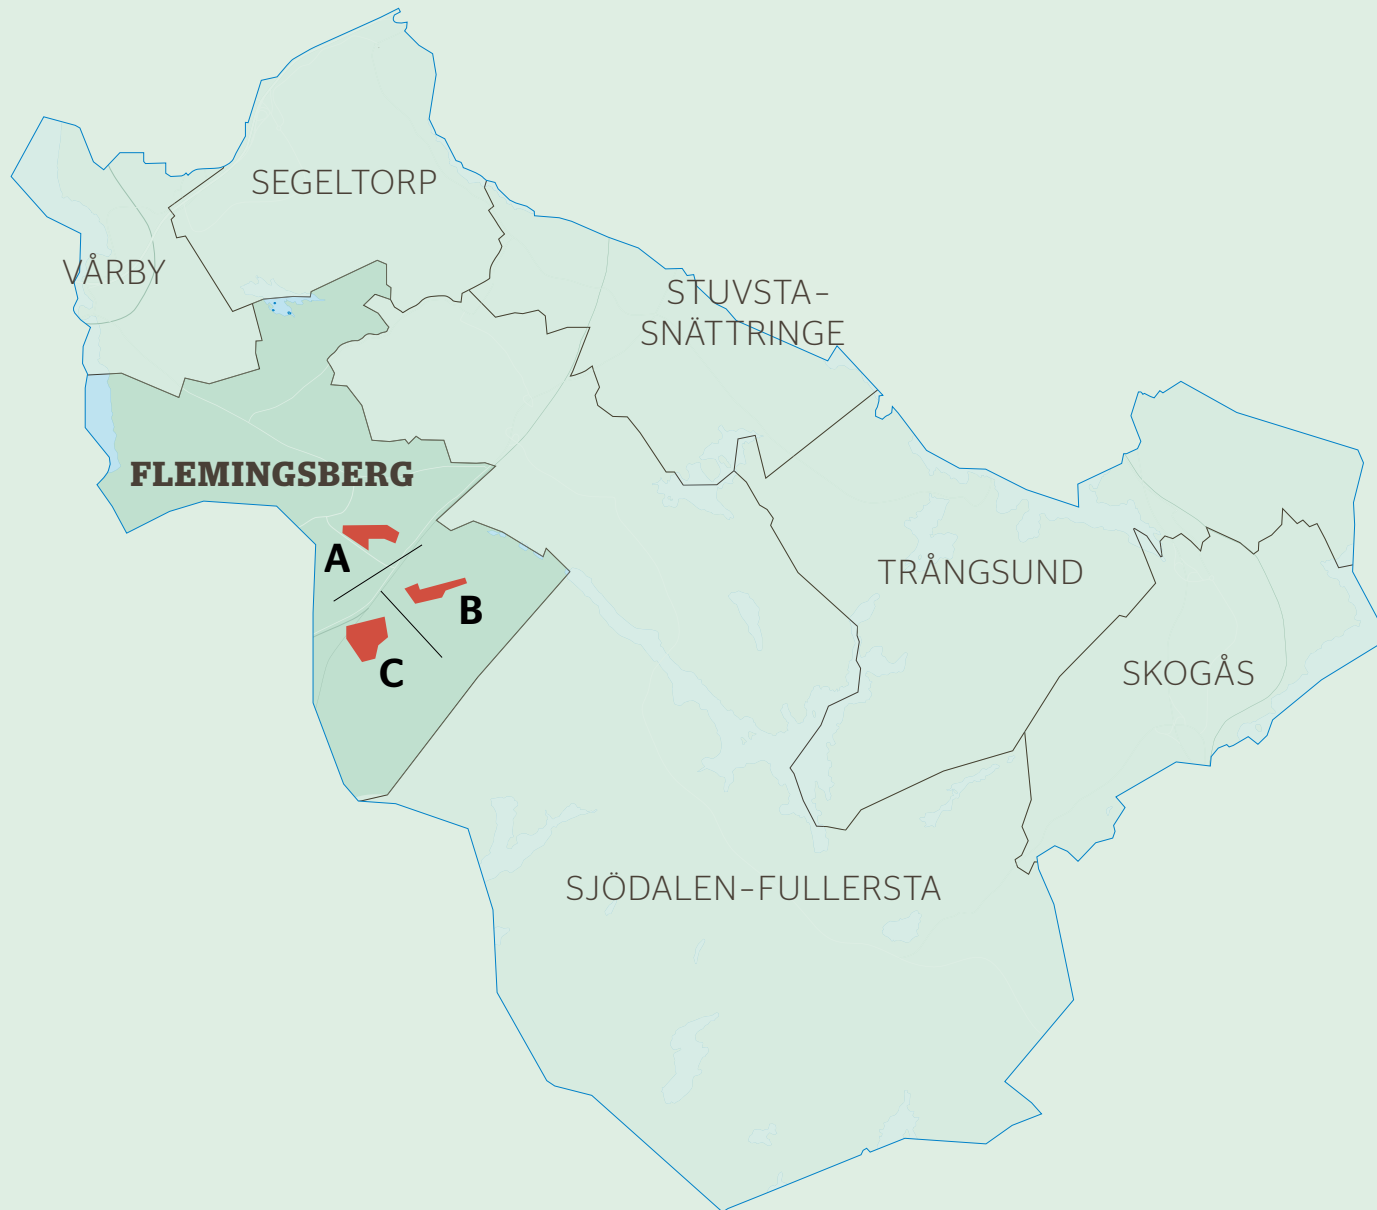 SEGELTORP
VÅRBY
STUVSTA-
SNÄTTRINGE
FLEMINGSBERG
A
B
C
TRÅNGSUND
SKOGÅS
SJÖDALEN-FULLERSTA